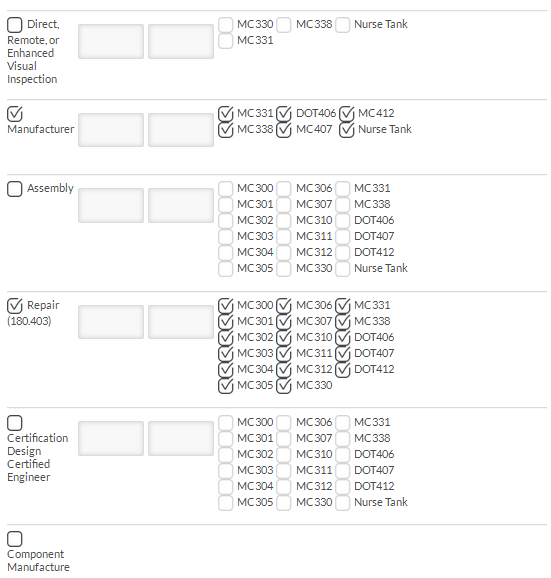 Direct, Remote, or Enhanced Visual Inspection
MC330 MC338 Nurse Tank
MC331
Manufacturer
MC331 DOT406 MC412
MC338 MC407 Nurse Tank
Assembly
MC300 MC306 MC331
MC301 MC307 MC338
MC302 MC310 DOT406
MC303 MC311 DOT407
MC304 MC312 DOT412
MC305 MC330 Nurse Tank
Repair
(180.403)
MC300 MC306 MC331
MC301 MC307 MC338
MC302 MC310 DOT406
MC303 MC311 DOT407
MC304 MC312 DOT412
MC305 MC330
Certification
Design
Certified
Engineer
MC300 MC306 MC331
MC301 MC307 MC338
MC302 MC310 DOT406
MC303 MC311 DOT407
MC304 MC312 DOT412
MC305 MC330 Nurse Tank
Component
Manufacture